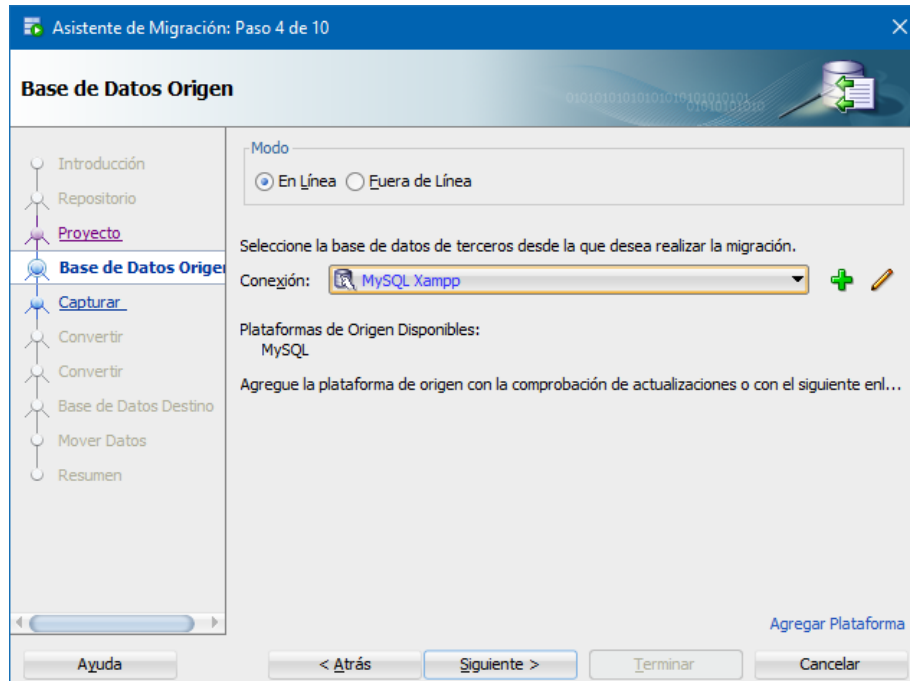 Asistente de Migración: Paso 4 de 10
Base de Datos Origen
Introducción
Repositorio
Proyecto
Base de Datos Orige
Capturar
Convertir
Convertir
Base de Datos Destino
Mover Datos
Resumen
Modo
En Línea Fuera de Línea
Seleccione la base de datos de terceros desde la que desea realizar la migración.
Conexión: MySQL Xampp
Plataformas de Origen Disponibles:
MySQL
Agregue la plataforma de origen con la comprobación de actualizaciones o con el siguiente enl...
Agregar Plataforma
Ayuda < Atrás Siguiente > Terminar Cancelar